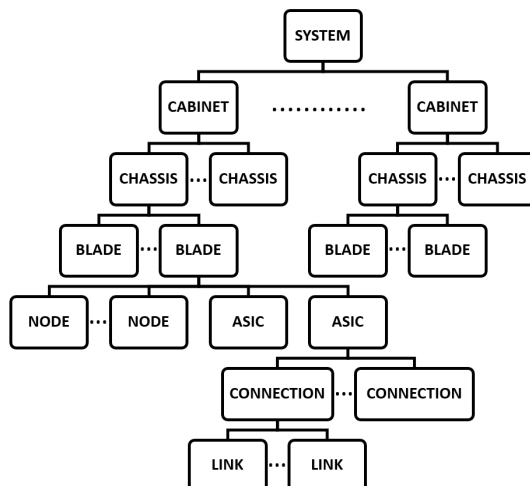 SYSTEM
CABINET ............ CABINET
CHASSIS ... CHASSIS CHASSIS ... CHASSIS
BLADE ... BLADE BLADE ... BLADE
NODE ... NODE ASIC ASIC
CONNECTION ... CONNECTION
LINK ... LINK